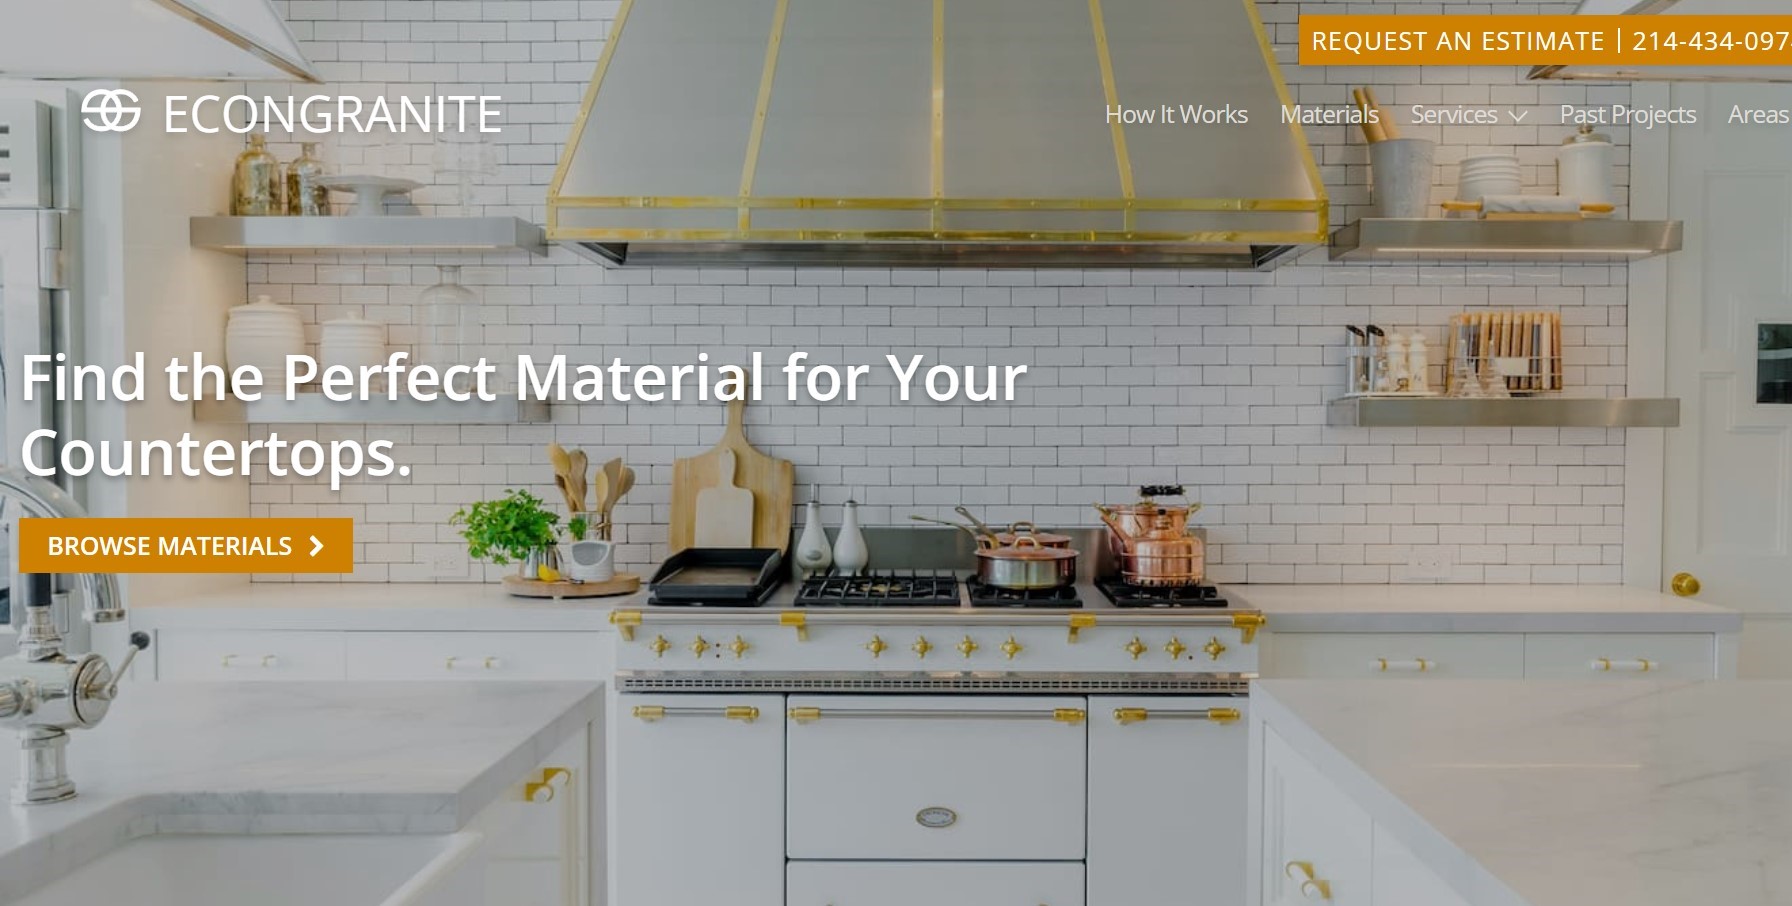 REQUEST AN ESTIMATE | 214-434-097
ECONGRANITE
How It Works Materials Services Past Projects Areas
Find the Perfect Material for Your
Countertops.
BROWSE MATERIALS